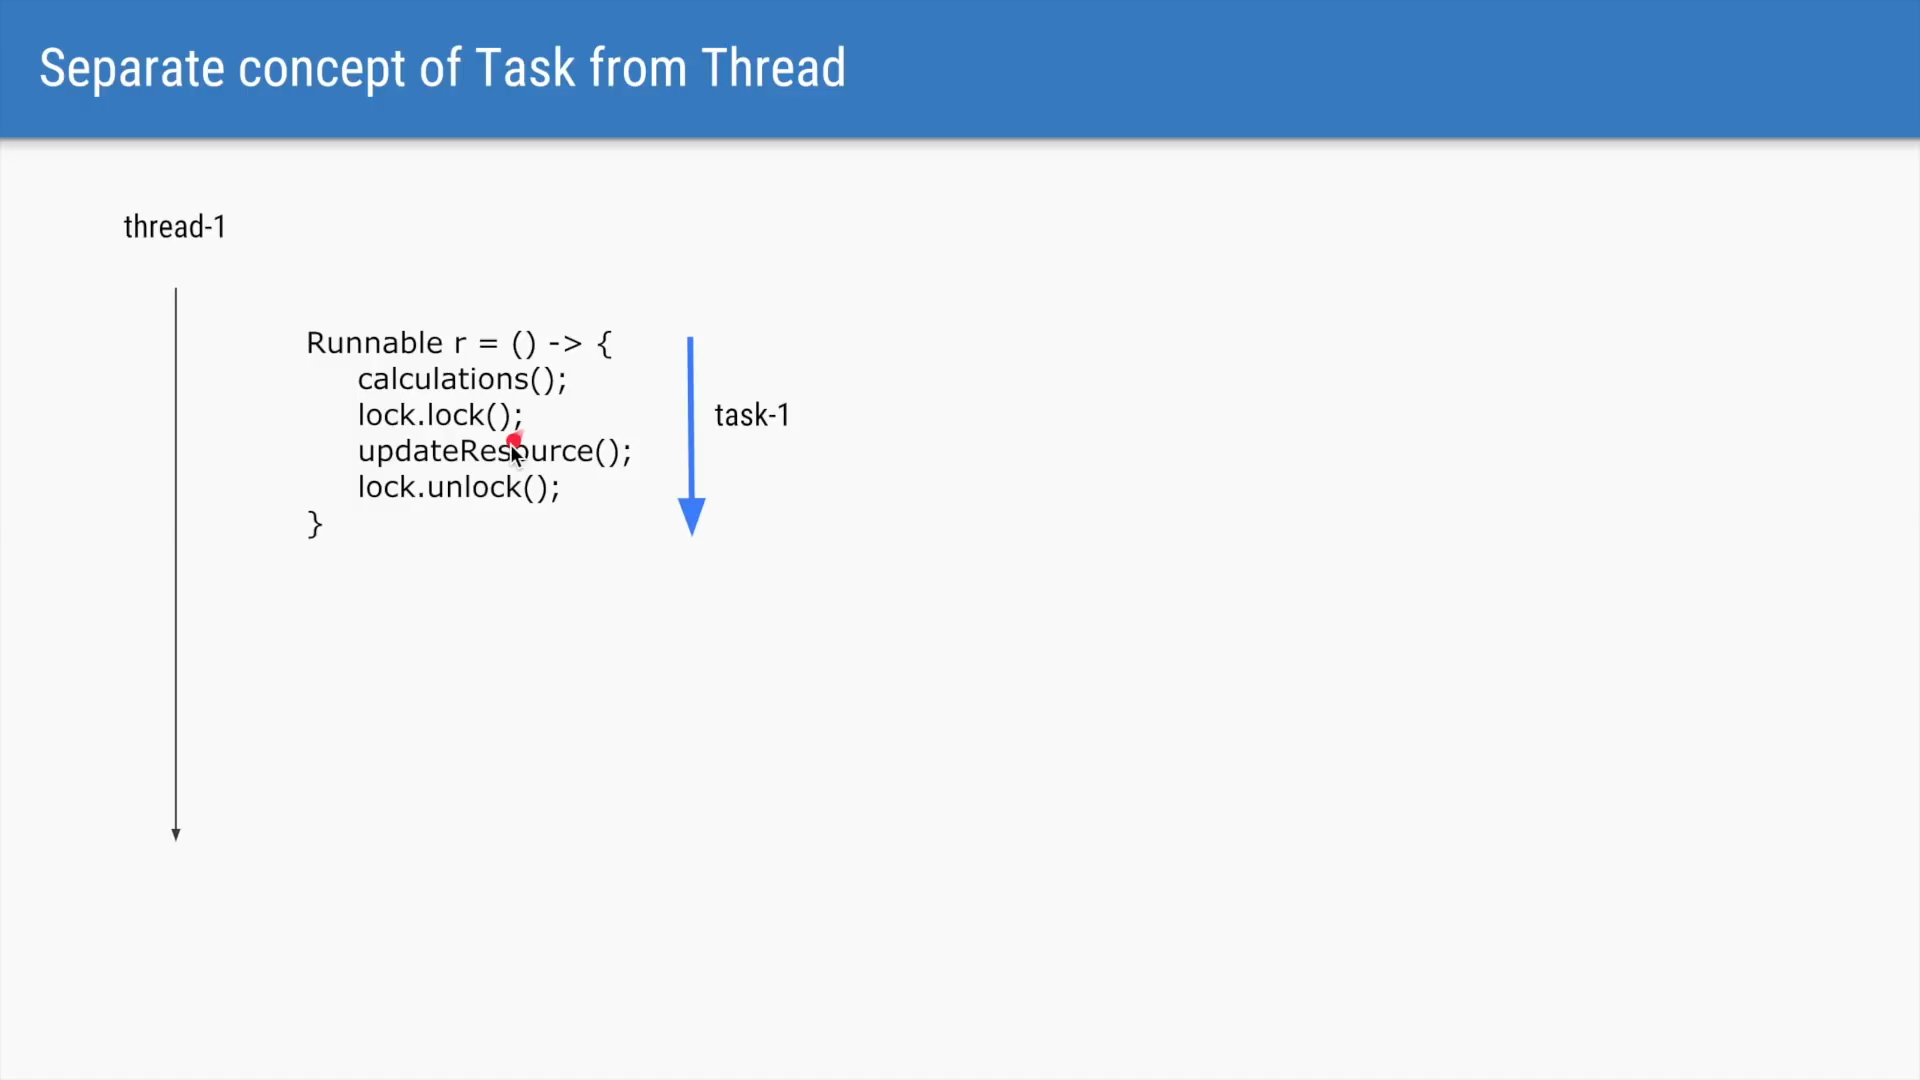 Separate concept of Task from Thread
thread-1
Runnable r = () -> {
calculations();
lock.lock();
updateResource();
lock.unlock();
}
task-1